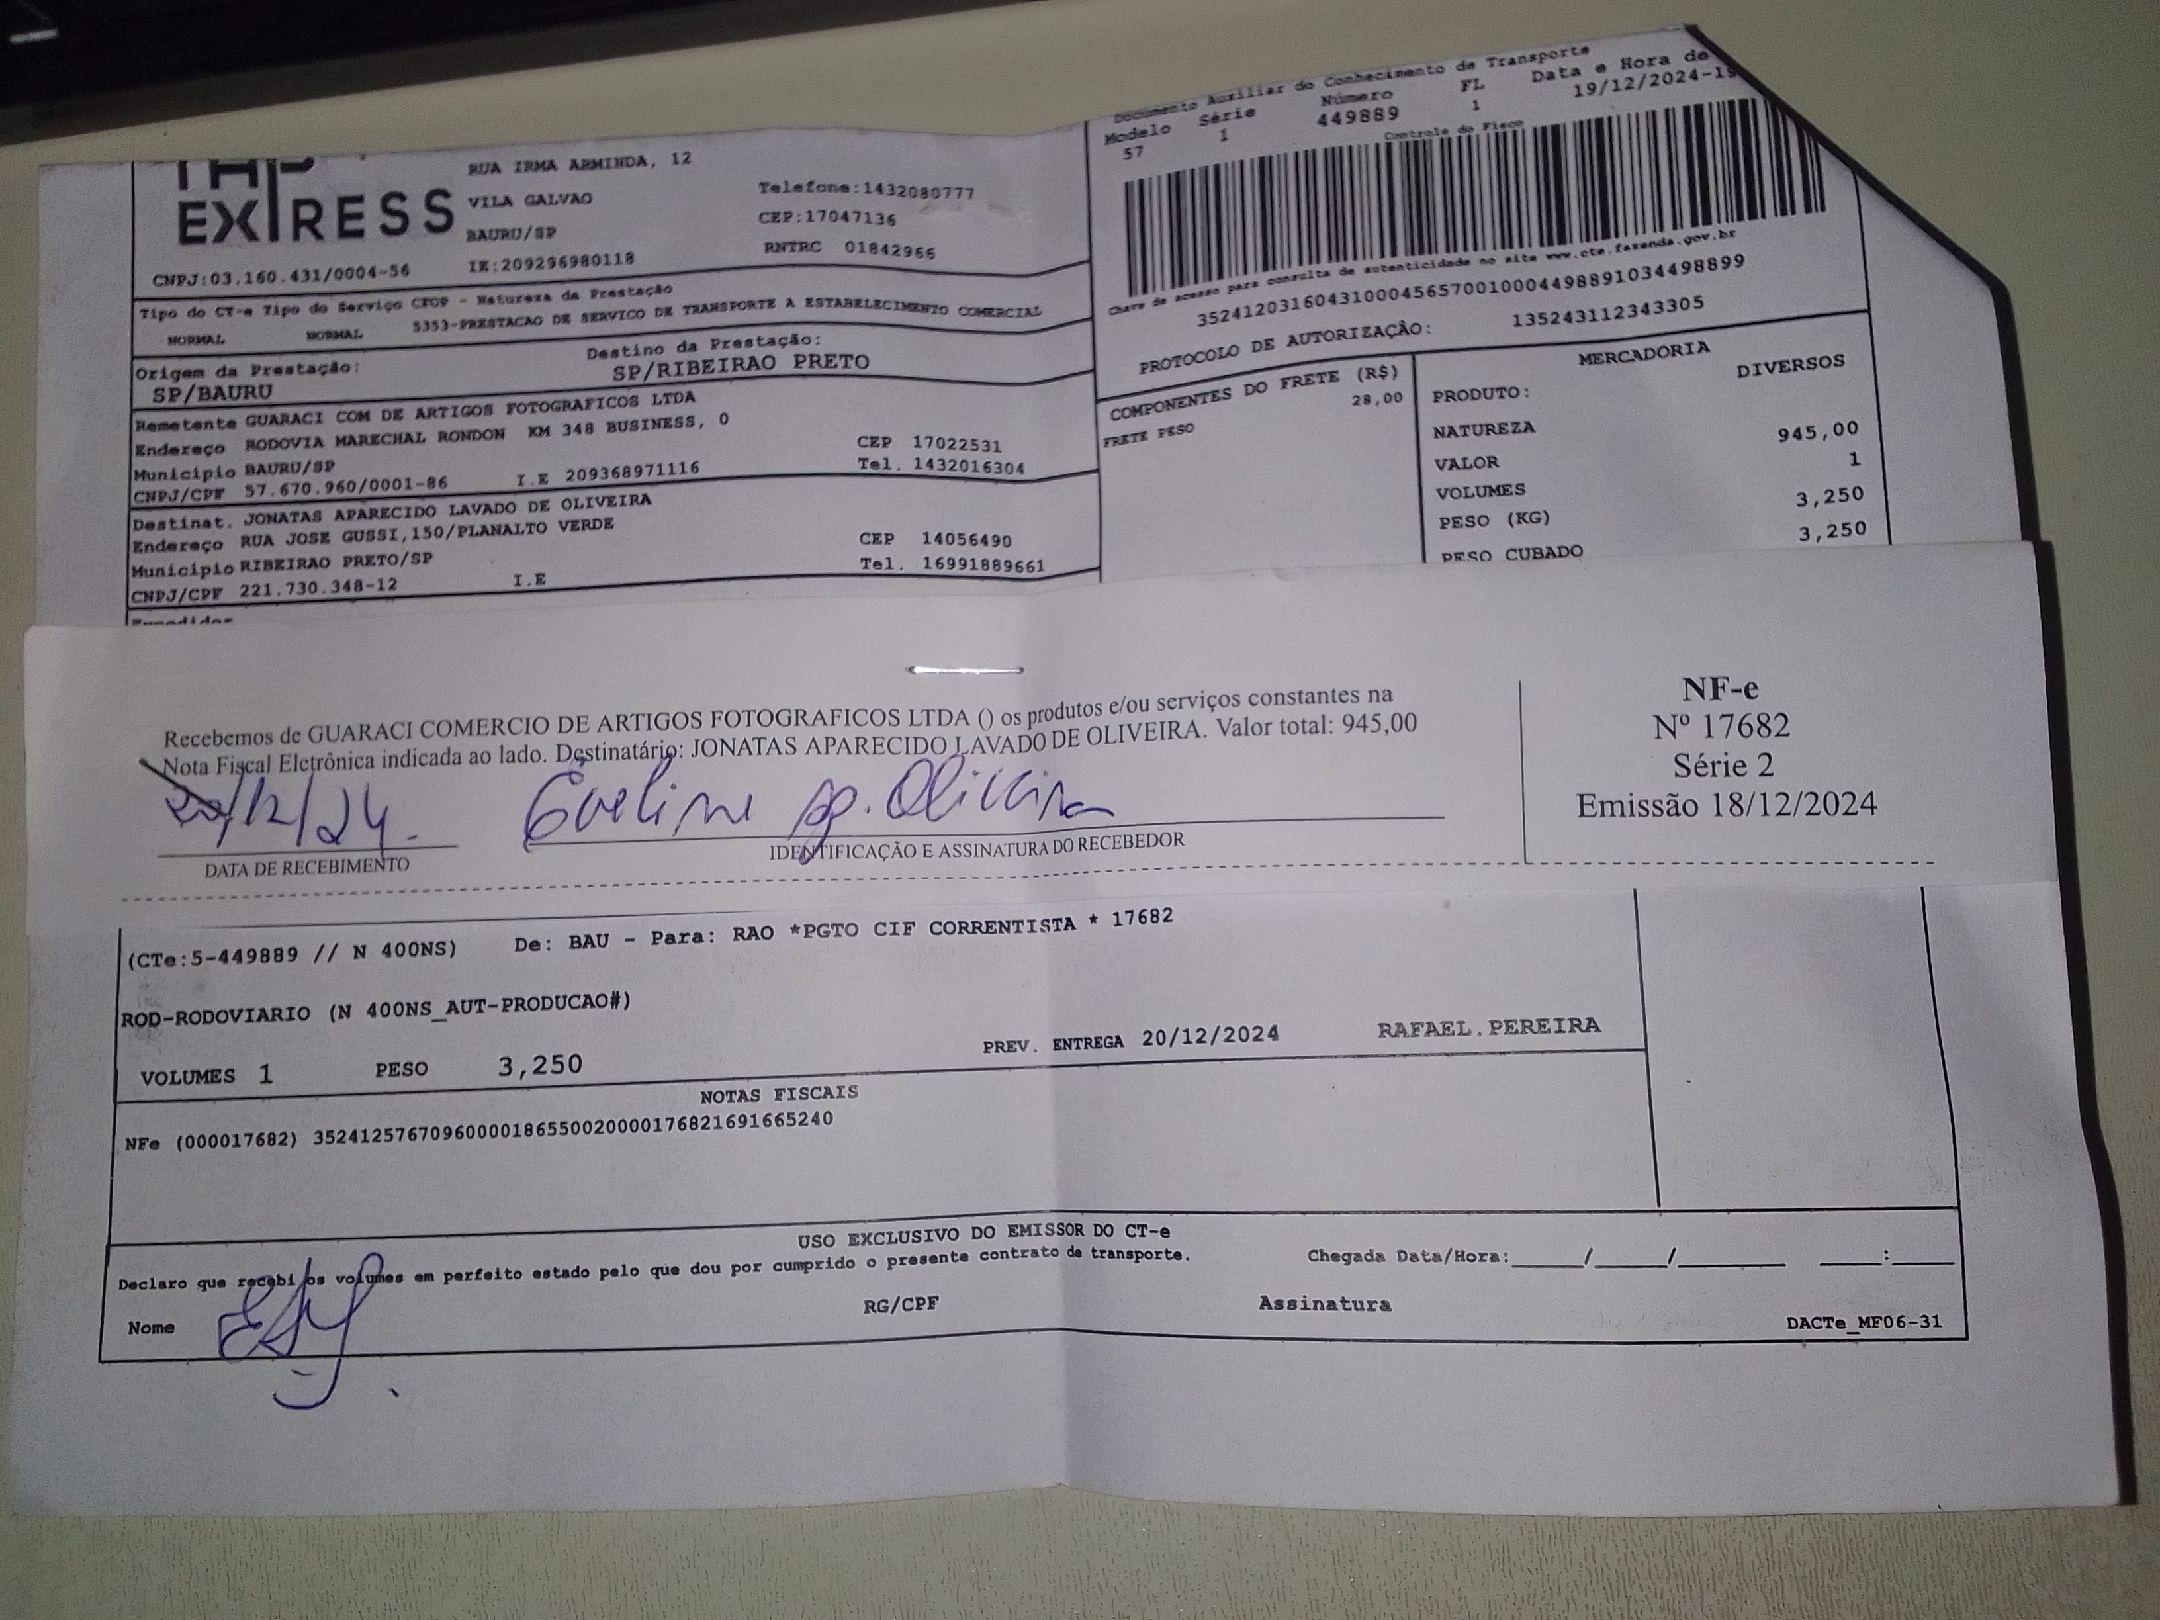 EXPRESS
RUA IRMA ARMINDA, 12
VILA GALVAO
Telefone:1432080777
BAURU/SP
CEP:17047136
CNPJ:03.160.431/0004-56
IE:209296980118
RNTRC 01842966
Tipo do CT-e Tipo do Serviço CFOP - Natureza da Prestação
NORMAL NORMAL 5353-PRESTACAO DE SERVICO DE TRANSPORTE A ESTABELECIMENTO COMERCIAL
Origem da Prestação: Destino da Prestação:
SP/BAURU SP/RIBEIRAO PRETO
Remetente GUARACI COM DE ARTIGOS FOTOGRAFICOS LTDA
Endereço RODOVIA MARECHAL RONDON KM 348 BUSINESS, 0 CEP 17022531
Municipio BAURU/SP Tel. 1432016304
CNPJ/CPF 57.670.960/0001-86 I.E 209368971116
Destinat. JONATAS APARECIDO LAVADO DE OLIVEIRA
Endereço RUA JOSE GUSSI,150/PLANALTO VERDE CEP 14056490
Municipio RIBEIRAO PRETO/SP Tel. 16991889661
CNPJ/CPF 221.730.348-12 I.E
Expedidor
Documento Auxiliar do Conhecimento de Transporte
Modelo Série Número FL Data e Hora de
57 1 449889 1 19/12/2024-19
Controle do Fisco
Chave de acesso para consulta de autenticidade no site www.cte.fazenda.gov.br
35241203160431000456570010004498891034498899
PROTOCOLO DE AUTORIZAÇÃO: 135243112343305
COMPONENTES DO FRETE (R$)
FRETE PESO 28,00
MERCADORIA
PRODUTO: DIVERSOS
NATUREZA
VALOR 945,00
VOLUMES 1
PESO (KG) 3,250
PESO CUBADO 3,250
Recebemos de GUARACI COMERCIO DE ARTIGOS FOTOGRAFICOS LTDA () os produtos e/ou serviços constantes na
Nota Fiscal Eletrônica indicada ao lado. Destinatário: JONATAS APARECIDO LAVADO DE OLIVEIRA. Valor total: 945,00
20/12/24. Eveline Ap. Oliveira
DATA DE RECEBIMENTO IDENTIFICAÇÃO E ASSINATURA DO RECEBEDOR
NF-e
Nº 17682
Série 2
Emissão 18/12/2024
(CTe:5-449889 // N 400NS) De: BAU - Para: RAO *PGTO CIF CORRENTISTA * 17682
ROD-RODOVIARIO (N 400NS_AUT-PRODUCAO#)
VOLUMES 1 PESO 3,250 PREV. ENTREGA 20/12/2024 RAFAEL.PEREIRA
NOTAS FISCAIS
NFe (000017682) 35241257670960000186550020000176821691665240
USO EXCLUSIVO DO EMISSOR DO CT-e
Declaro que recebi os volumes em perfeito estado pelo que dou por cumprido o presente contrato de transporte. Chegada Data/Hora:_____/_____/_______ ____:____
Nome RG/CPF Assinatura
DACTe_MF06-31